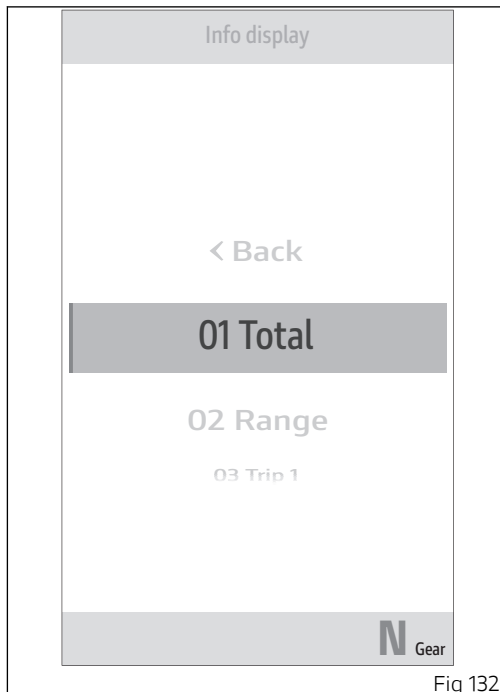 Info display
< Back
01 Total
02 Range
03 Trip 1
N Gear
Fig 132